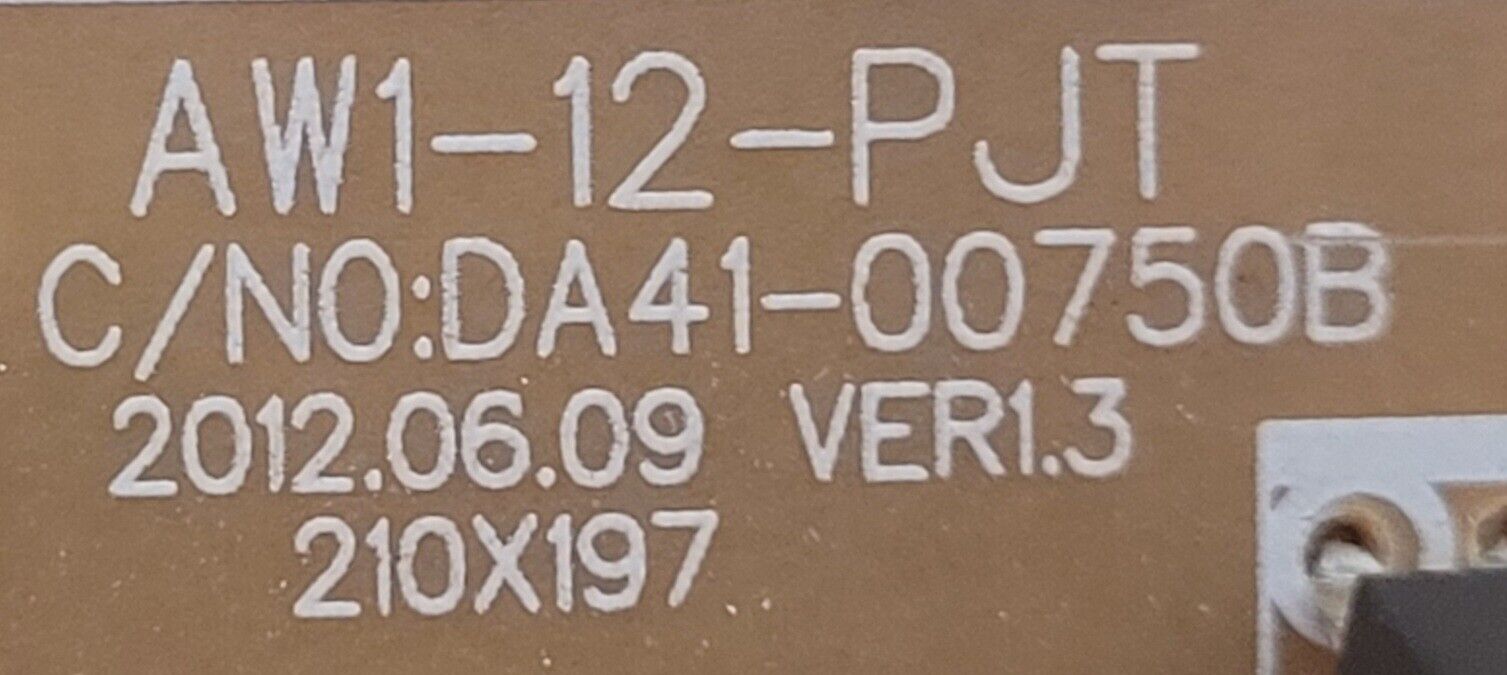 AW1-12-PJT
C/NO:DA41-00750B
2012.06.09 VER1.3
210X197